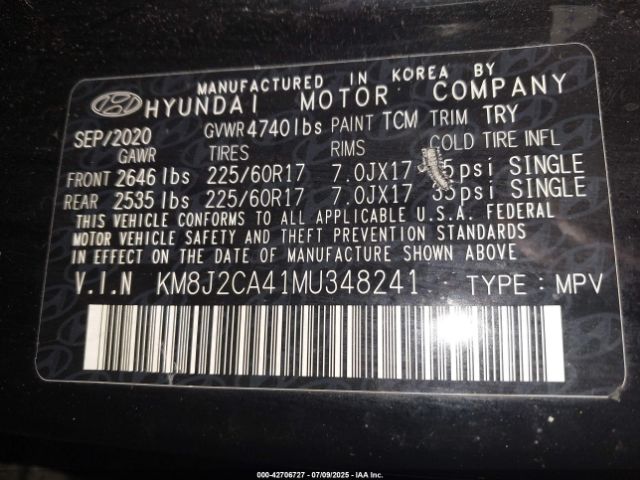 MANUFACTURED IN KOREA BY
HYUNDAI MOTOR COMPANY
SEP/2020 GVWR 4740lbs PAINT TCM TRIM TRY
GAWR TIRES RIMS COLD TIRE INFL
FRONT 2646 lbs 225/60R17 7.0JX17 psi SINGLE
REAR 2535 lbs 225/60R17 7.0JX17 35psi SINGLE
THIS VEHICLE CONFORMS TO ALL APPLICABLE U.S.A. FEDERAL
MOTOR VEHICLE SAFETY AND THEFT PREVENTION STANDARDS
IN EFFECT ON THE DATE OF MANUFACTURE SHOWN ABOVE.
V.I.N KM8J2CA41MU348241 TYPE : MPV
000-42706727 - 07/09/2025 - IAA Inc.